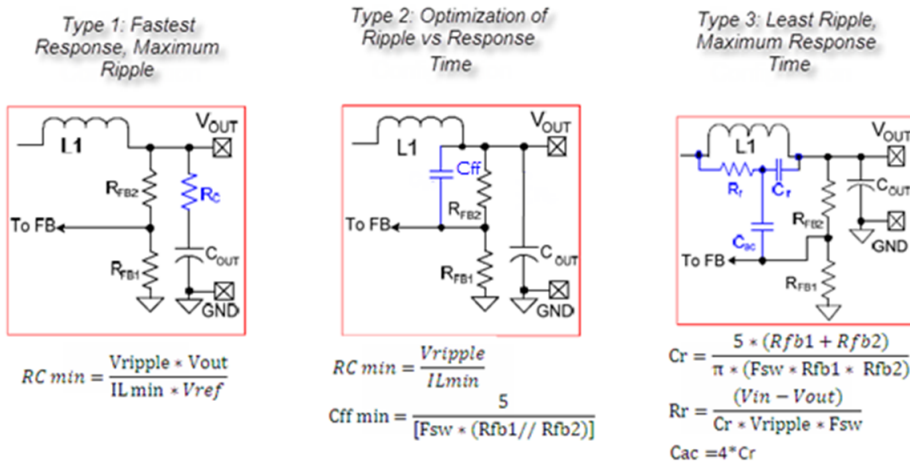 Type 1: Fastest
Response, Maximum
Ripple
L1
VOUT
RFB2
RC
To FB
COUT
RFB1
GND
RC min = Vripple ∗ Vout / ILmin ∗ Vref
Type 2: Optimization of
Ripple vs Response
Time
VOUT
L1
Cff
RFB2
To FB
COUT
RFB1
GND
RC min = Vripple / ILmin
Cff min = 5 / [Fsw ∗ (Rfb1// Rfb2)]
Type 3: Least Ripple,
Maximum Response
Time
VOUT
L1
Rr
Cr
COUT
RFB2
Cac
GND
To FB
RFB1
Cr = 5 ∗ (Rfb1 + Rfb2) / π ∗ (Fsw ∗ Rfb1 ∗ Rfb2)
Rr = (Vin − Vout) / Cr ∗ Vripple ∗ Fsw
Cac =4*Cr